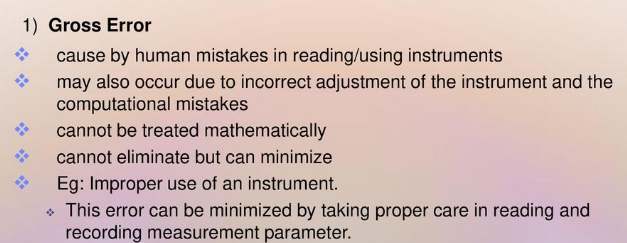 1) Gross Error
cause by human mistakes in reading/using instruments
may also occur due to incorrect adjustment of the instrument and the
computational mistakes
cannot be treated mathematically
cannot eliminate but can minimize
Eg: Improper use of an instrument.
This error can be minimized by taking proper care in reading and
recording measurement parameter.